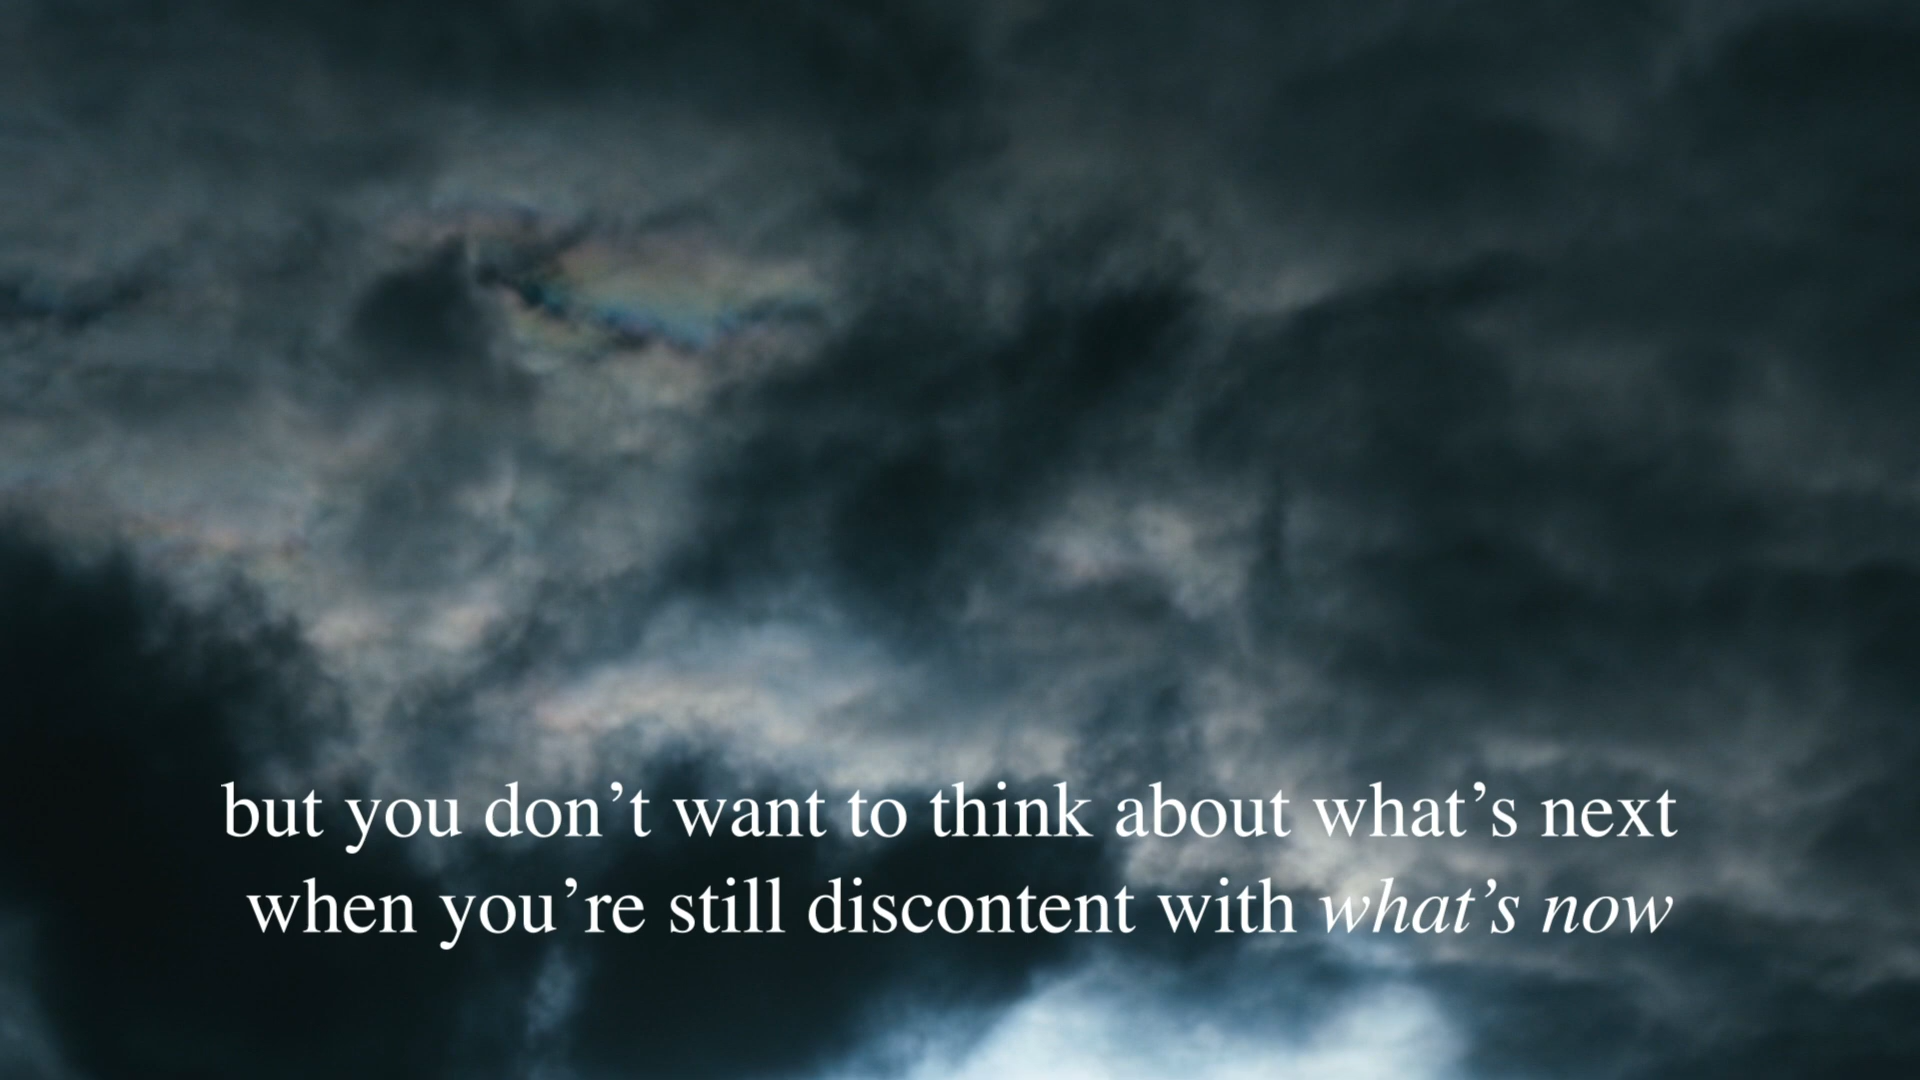 but you don’t want to think about what’s next
when you’re still discontent with what’s now